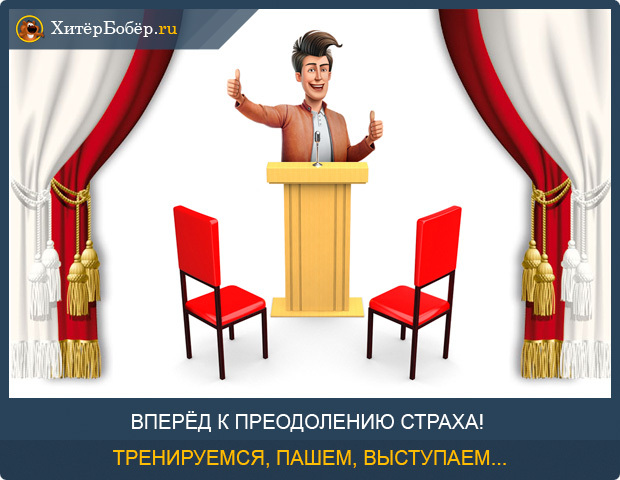 ХитёрБобёр.ru
ВПЕРЁД К ПРЕОДОЛЕНИЮ СТРАХА!
ТРЕНИРУЕМСЯ, ПАШЕМ, ВЫСТУПАЕМ...